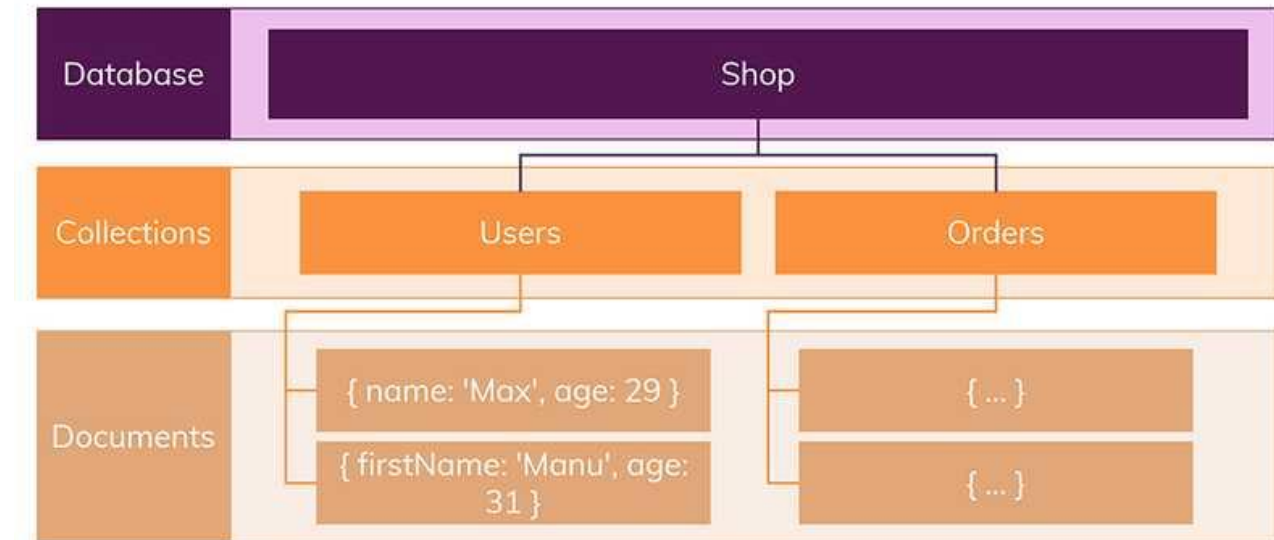 Database
Shop
Collections
Users
Orders
Documents
{ name: 'Max', age: 29 }
{ ... }
{ firstName: 'Manu', age:
31 }
{ ... }